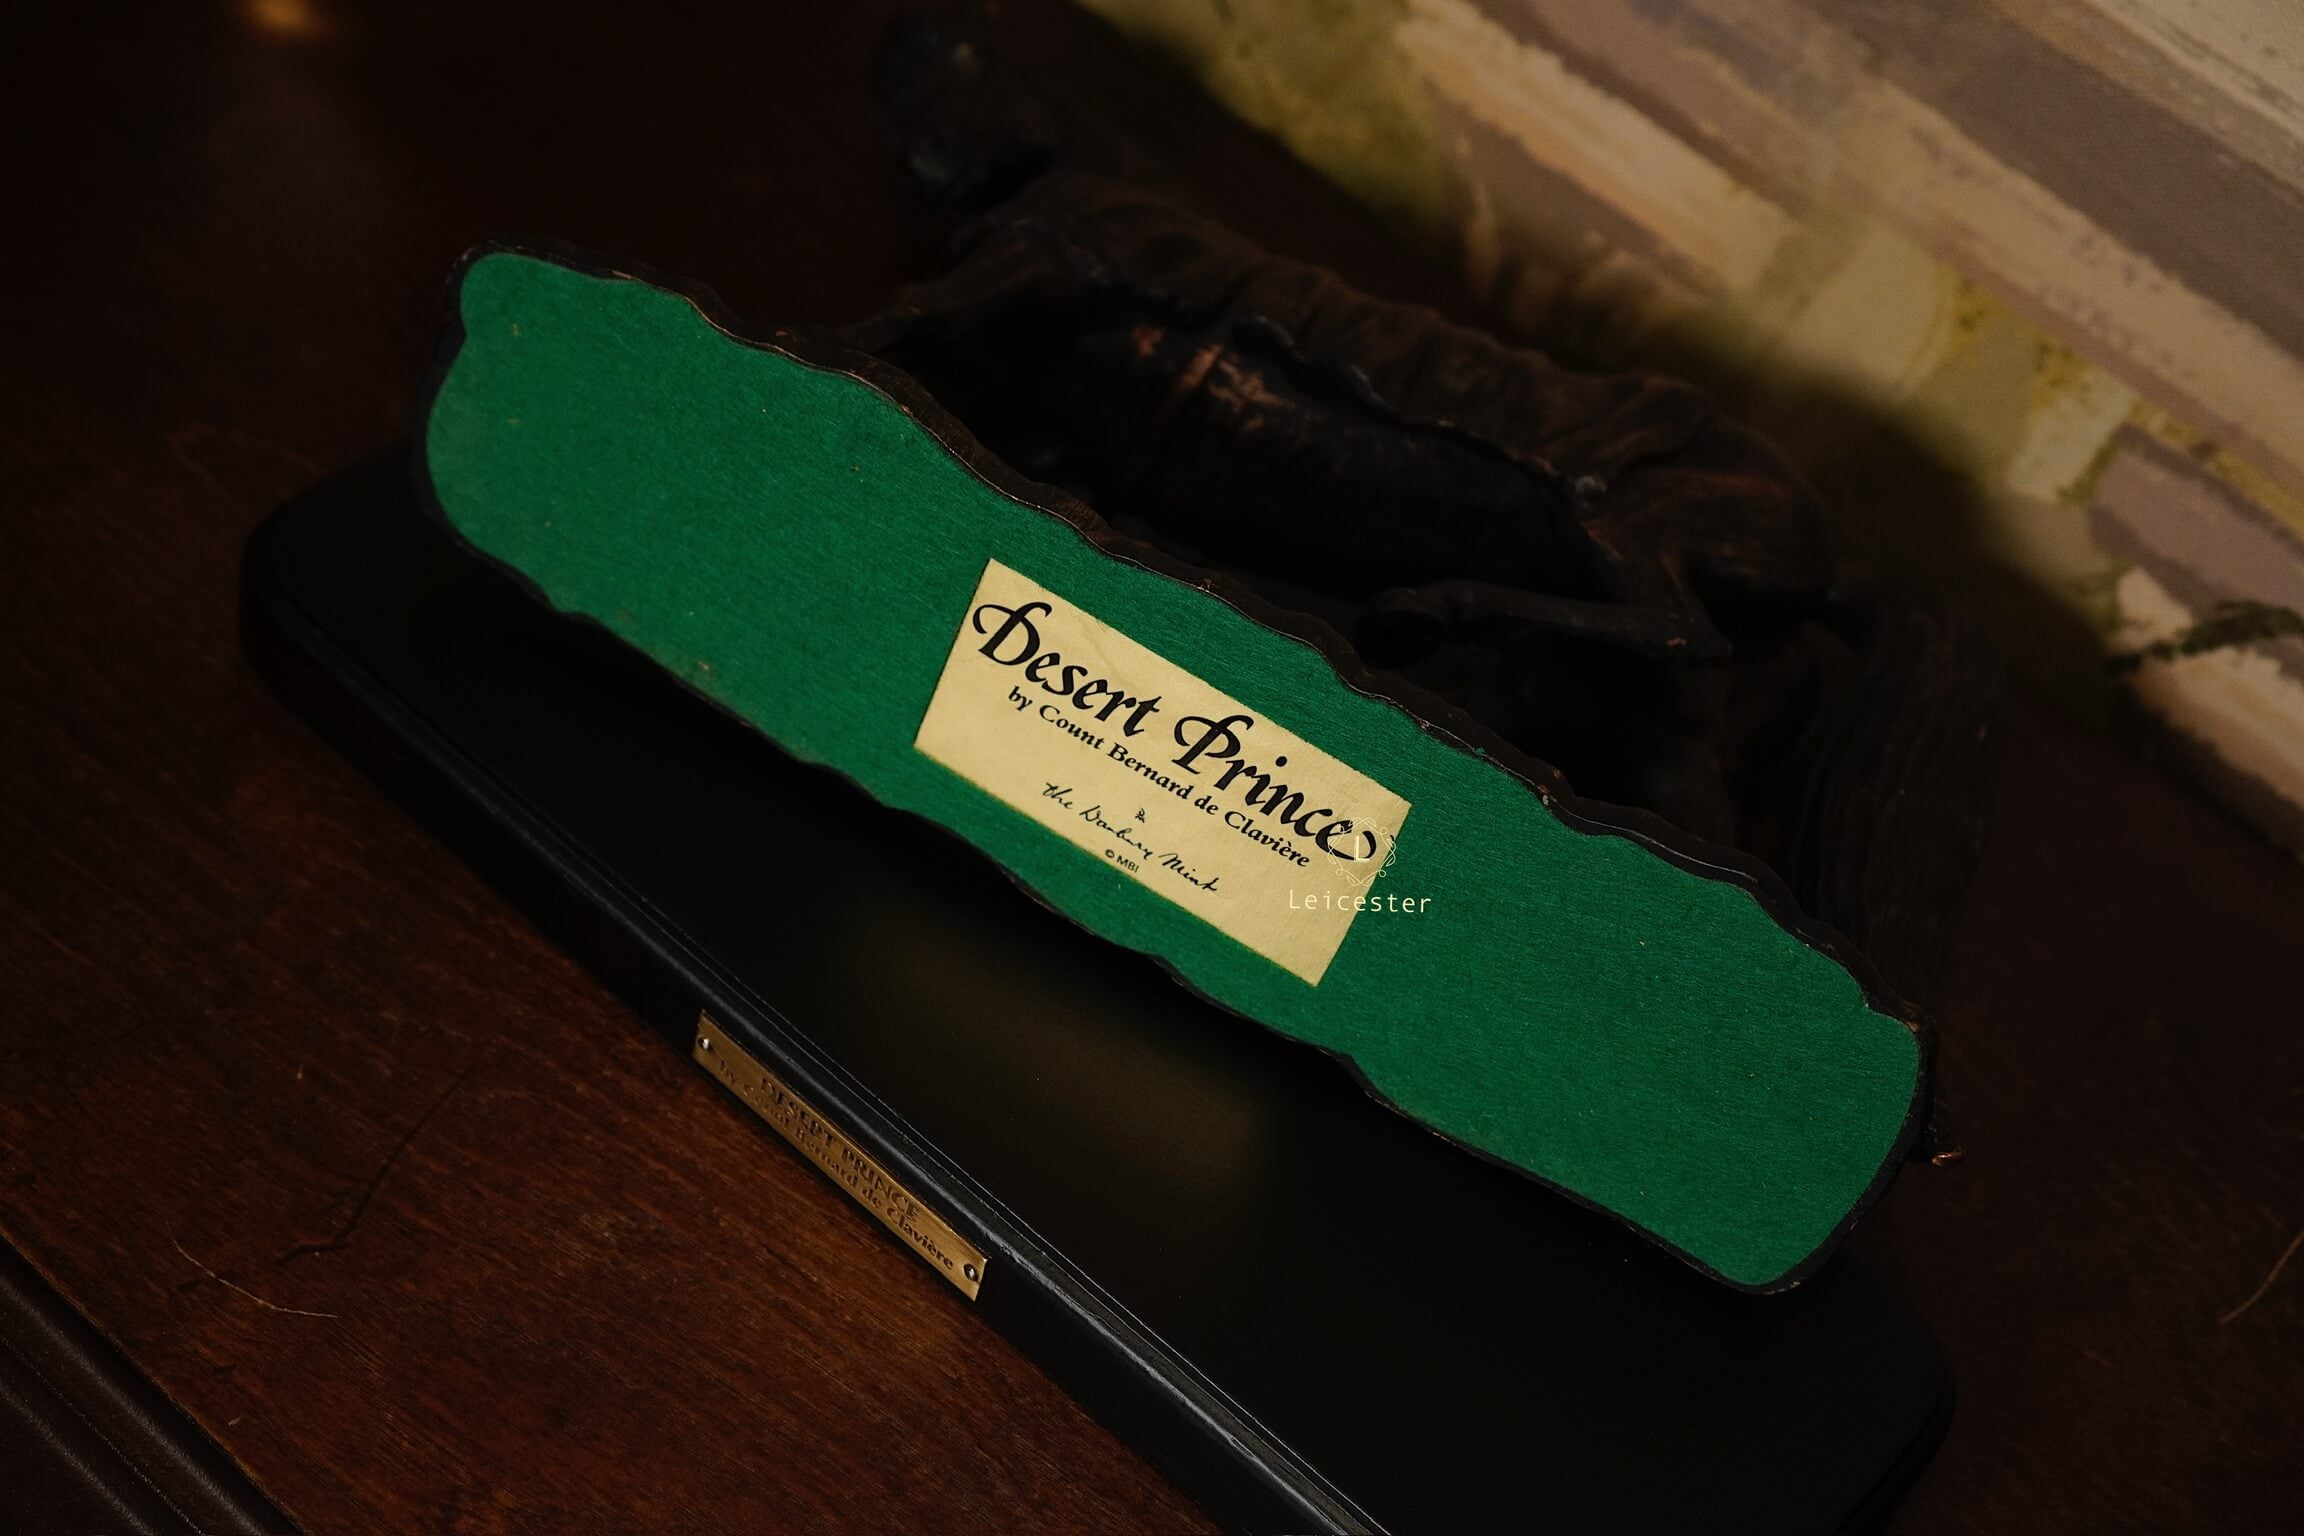 Desert Prince
by Count Bernard de Clavière
the Danbury Mint
© MBI
L
Leicester
DESERT PRINCE
By Count Bernard de Clavière